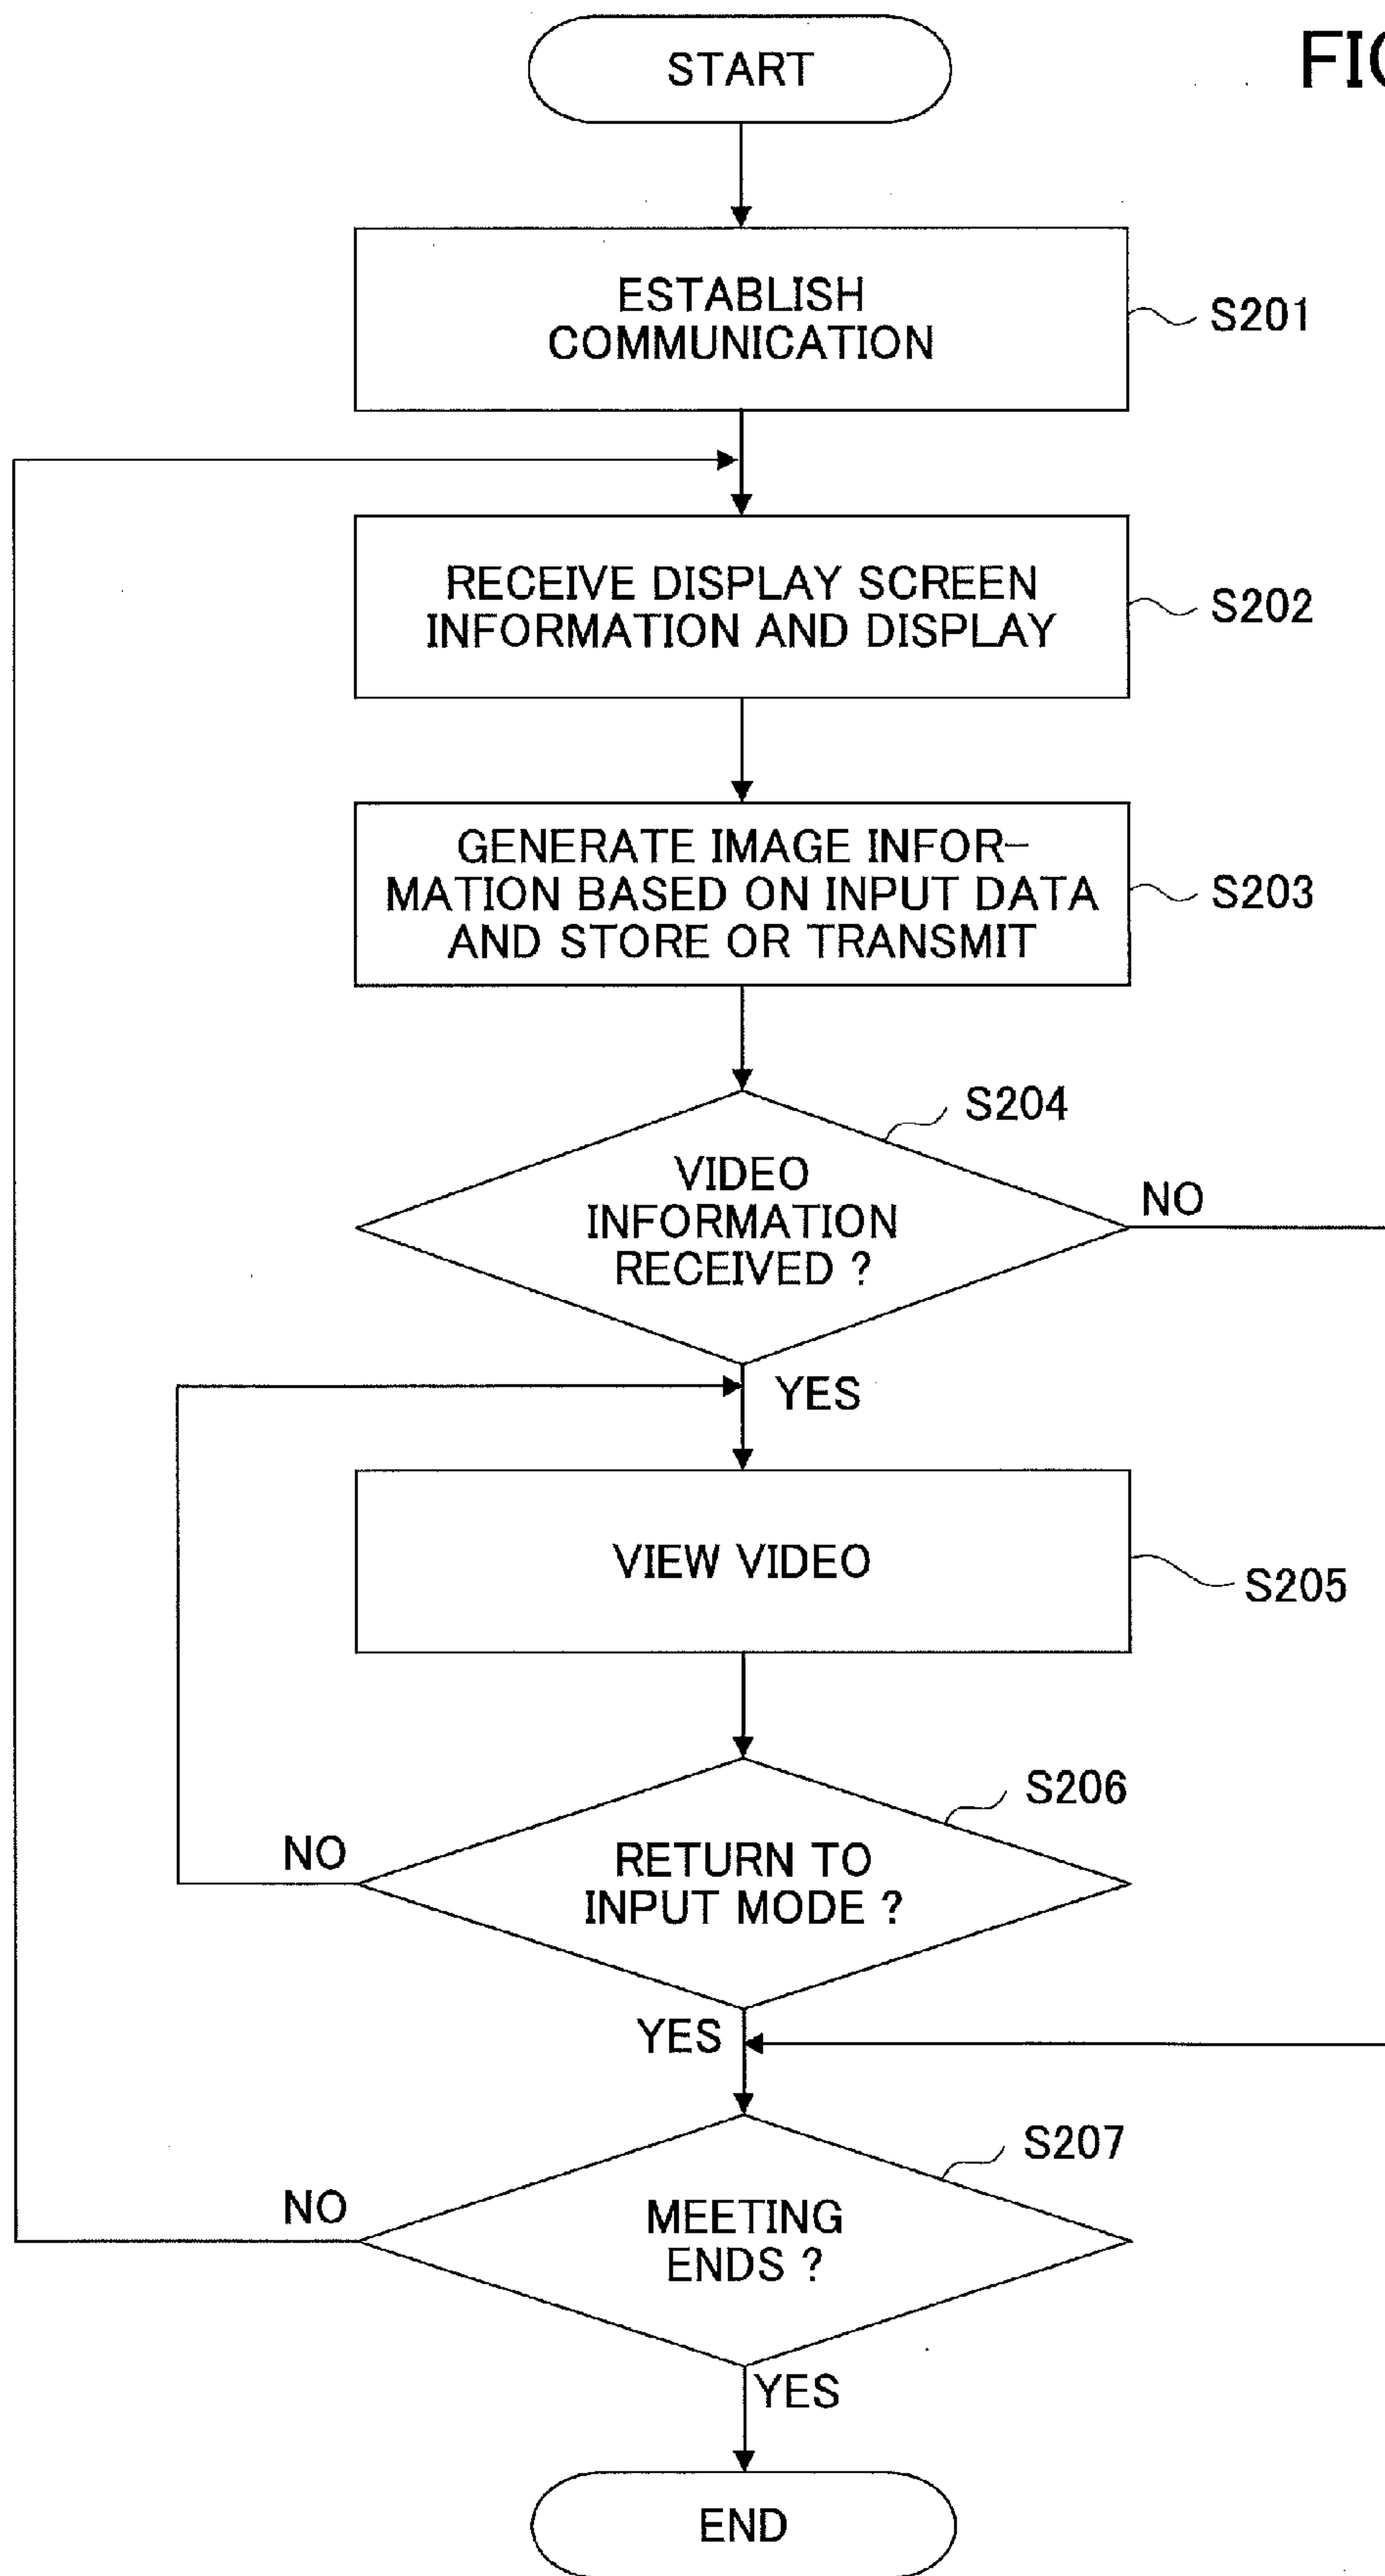 START
FIG
ESTABLISH
COMMUNICATION
S201
RECEIVE DISPLAY SCREEN
INFORMATION AND DISPLAY
S202
GENERATE IMAGE INFOR-
MATION BASED ON INPUT DATA
AND STORE OR TRANSMIT
S203
S204
VIDEO
INFORMATION
RECEIVED ?
NO
YES
VIEW VIDEO
S205
S206
NO
RETURN TO
INPUT MODE ?
YES
S207
NO
MEETING
ENDS ?
YES
END